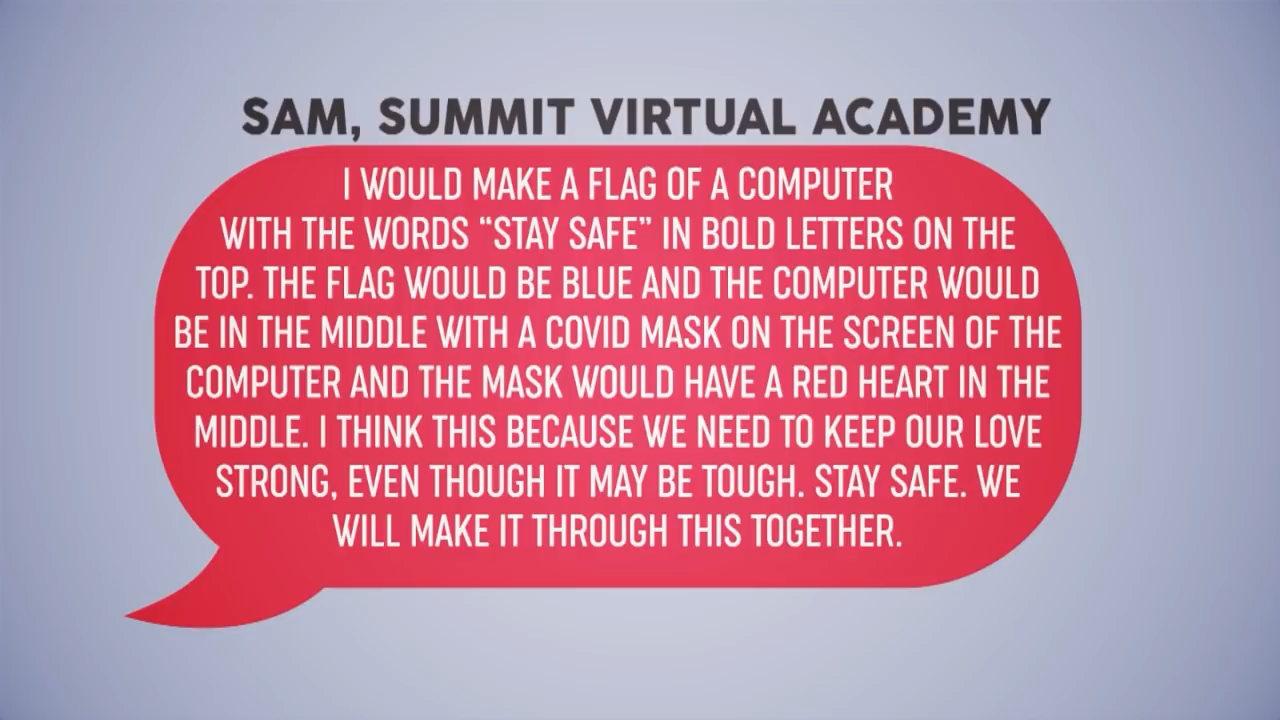 SAM, SUMMIT VIRTUAL ACADEMY
I WOULD MAKE A FLAG OF A COMPUTER
WITH THE WORDS “STAY SAFE” IN BOLD LETTERS ON THE
TOP. THE FLAG WOULD BE BLUE AND THE COMPUTER WOULD
BE IN THE MIDDLE WITH A COVID MASK ON THE SCREEN OF THE
COMPUTER AND THE MASK WOULD HAVE A RED HEART IN THE
MIDDLE. I THINK THIS BECAUSE WE NEED TO KEEP OUR LOVE
STRONG, EVEN THOUGH IT MAY BE TOUGH. STAY SAFE. WE
WILL MAKE IT THROUGH THIS TOGETHER.